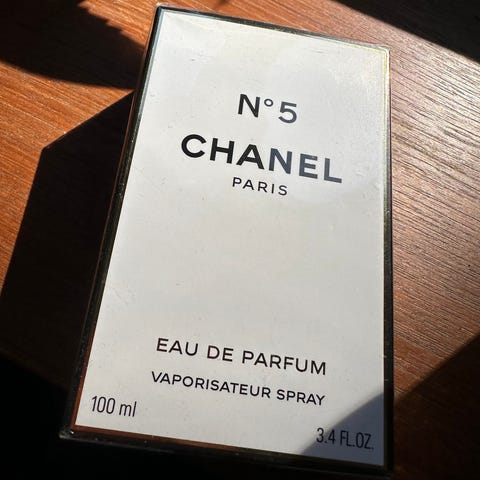 N°5
CHANEL
PARIS
EAU DE PARFUM
VAPORISATEUR SPRAY
100 ml
3.4 FL.OZ.